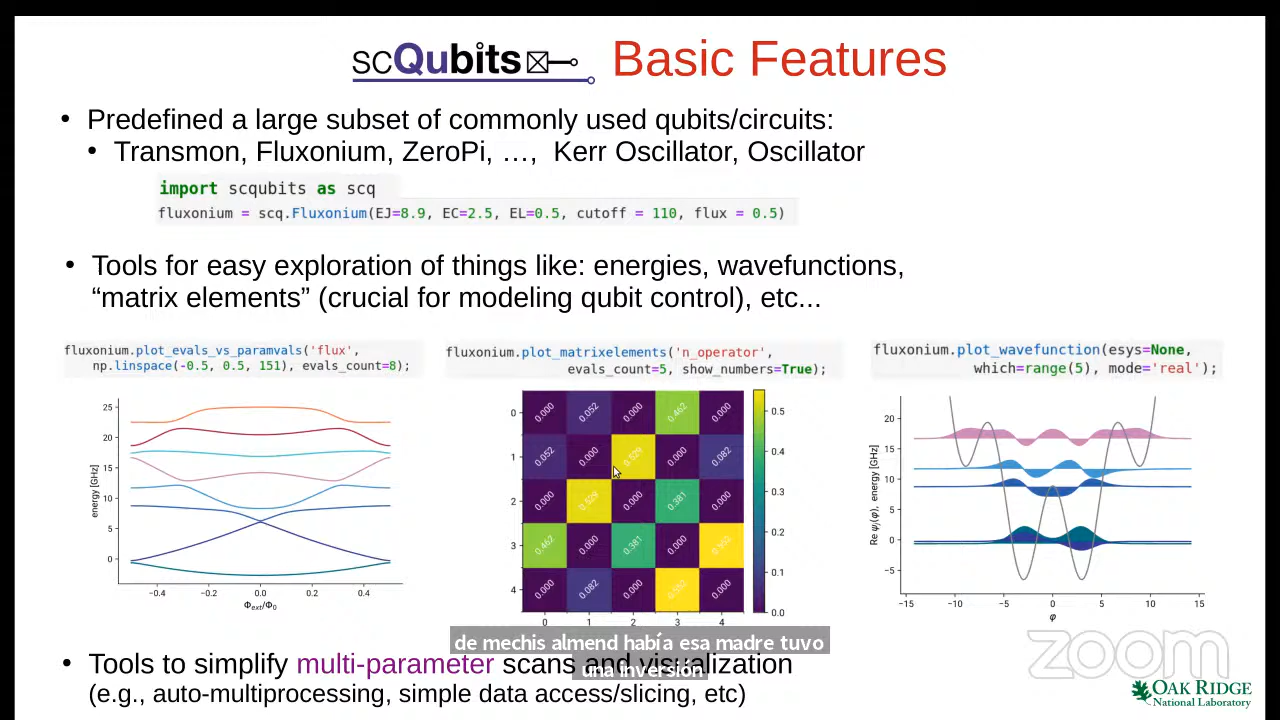 scQubits Basic Features
• Predefined a large subset of commonly used qubits/circuits:
• Transmon, Fluxonium, ZeroPi, …, Kerr Oscillator, Oscillator
import scqubits as scq
fluxonium = scq.Fluxonium(EJ=8.9, EC=2.5, EL=0.5, cutoff = 110, flux = 0.5)
• Tools for easy exploration of things like: energies, wavefunctions,
“matrix elements” (crucial for modeling qubit control), etc...
fluxonium.plot_evals_vs_paramvals('flux',
np.linspace(-0.5, 0.5, 151), evals_count=8);
25
20
15
10
5
0
energy [GHz]
−0.4 −0.2 0.0 0.2 0.4
Φext/Φ0
fluxonium.plot_matrixelements('n_operator',
evals_count=5, show_numbers=True);
0 0.000 0.052 0.000 0.462 0.000
1 0.052 0.000 0.529 0.000 0.082
2 0.000 0.529 0.000 0.381 0.000
3 0.462 0.000 0.381 0.000 0.552
4 0.000 0.082 0.000 0.552 0.000
0 1 2 3 4
0.5
0.4
0.3
0.2
0.1
0.0
fluxonium.plot_wavefunction(esys=None,
which=range(5), mode='real');
20
15
10
5
0
−5
Re ψj(φ), energy [GHz]
−15 −10 −5 0 5 10 15
φ
de mechis almend había esa madre tuvo
una inversión
• Tools to simplify multi-parameter scans and visualization
(e.g., auto-multiprocessing, simple data access/slicing, etc)
zoom
OAK RIDGE
National Laboratory